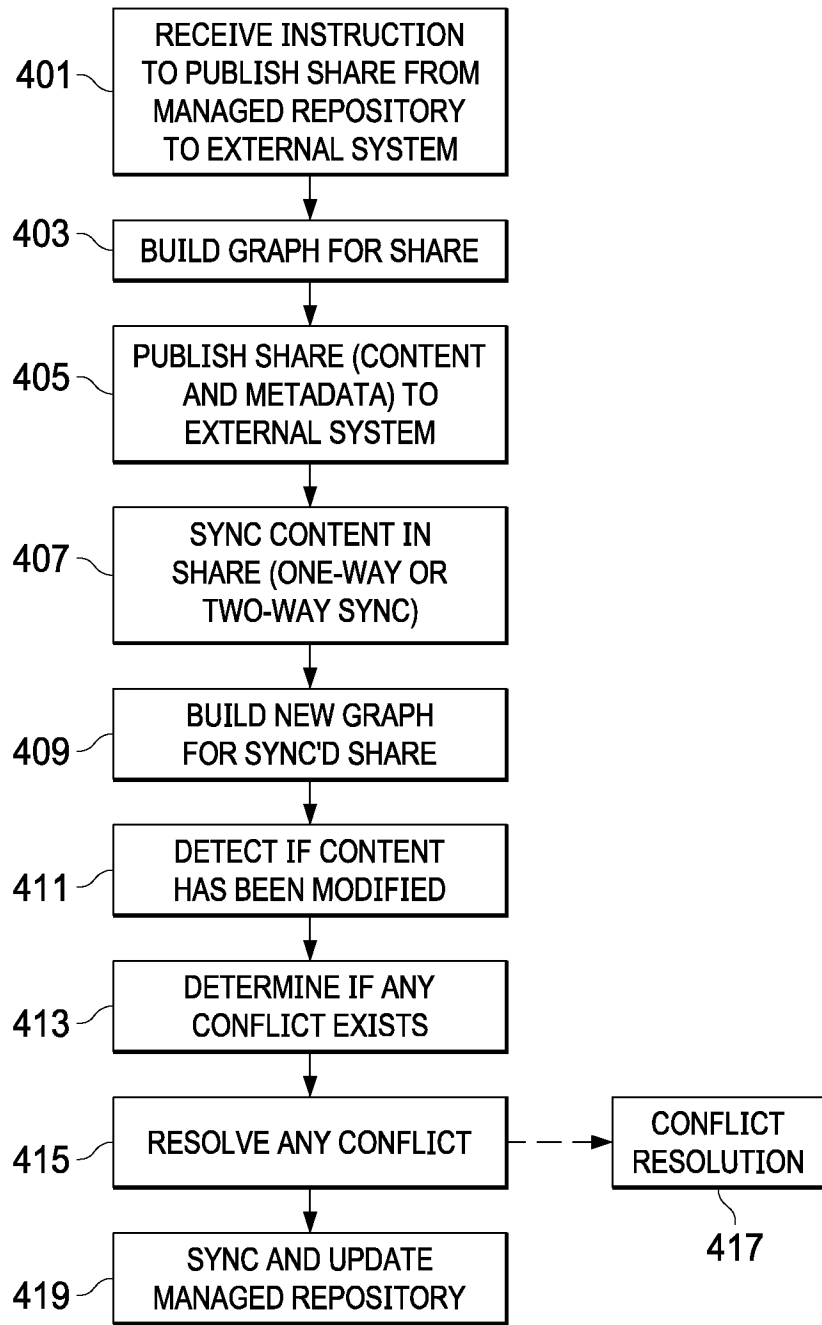 401
RECEIVE INSTRUCTION
TO PUBLISH SHARE FROM
MANAGED REPOSITORY
TO EXTERNAL SYSTEM
403
BUILD GRAPH FOR SHARE
405
PUBLISH SHARE (CONTENT
AND METADATA) TO
EXTERNAL SYSTEM
407
SYNC CONTENT IN
SHARE (ONE-WAY OR
TWO-WAY SYNC)
409
BUILD NEW GRAPH
FOR SYNC'D SHARE
411
DETECT IF CONTENT
HAS BEEN MODIFIED
413
DETERMINE IF ANY
CONFLICT EXISTS
415
RESOLVE ANY CONFLICT
CONFLICT
RESOLUTION
417
419
SYNC AND UPDATE
MANAGED REPOSITORY